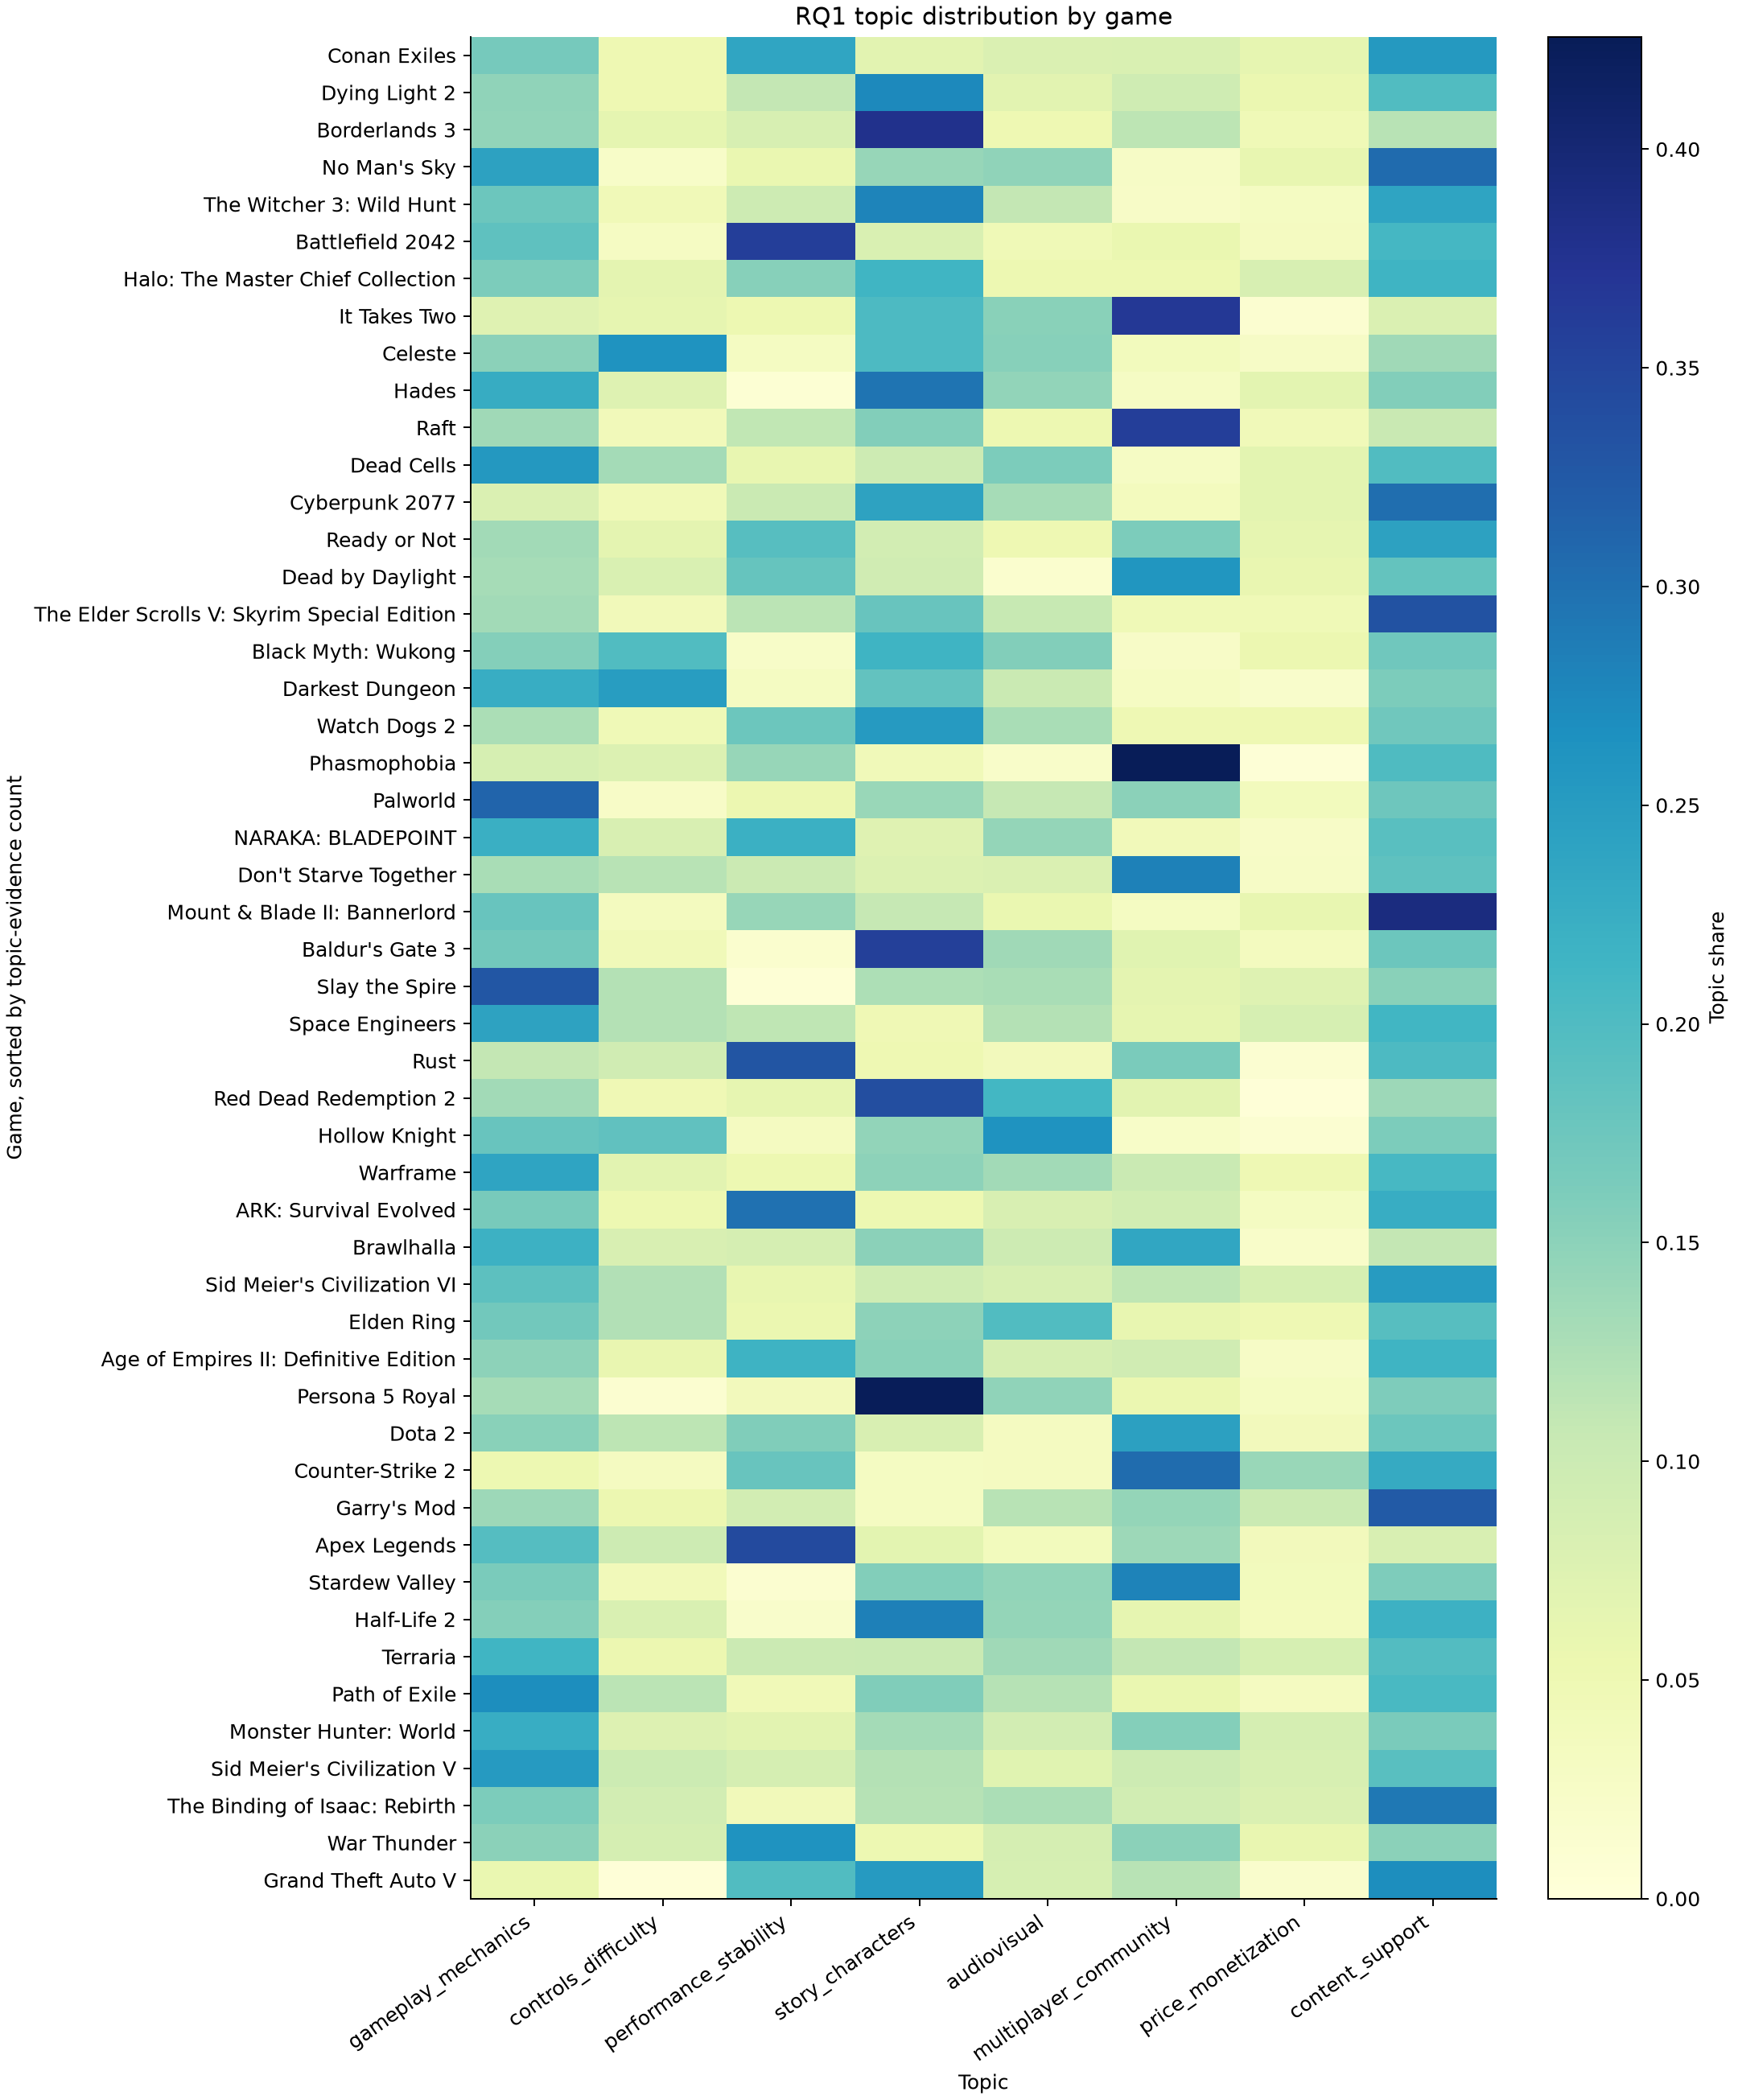 RQ1 topic distribution by game
Game, sorted by topic-evidence count
Conan Exiles
Dying Light 2
Borderlands 3
No Man's Sky
The Witcher 3: Wild Hunt
Battlefield 2042
Halo: The Master Chief Collection
It Takes Two
Celeste
Hades
Raft
Dead Cells
Cyberpunk 2077
Ready or Not
Dead by Daylight
The Elder Scrolls V: Skyrim Special Edition
Black Myth: Wukong
Darkest Dungeon
Watch Dogs 2
Phasmophobia
Palworld
NARAKA: BLADEPOINT
Don't Starve Together
Mount & Blade II: Bannerlord
Baldur's Gate 3
Slay the Spire
Space Engineers
Rust
Red Dead Redemption 2
Hollow Knight
Warframe
ARK: Survival Evolved
Brawlhalla
Sid Meier's Civilization VI
Elden Ring
Age of Empires II: Definitive Edition
Persona 5 Royal
Dota 2
Counter-Strike 2
Garry's Mod
Apex Legends
Stardew Valley
Half-Life 2
Terraria
Path of Exile
Monster Hunter: World
Sid Meier's Civilization V
The Binding of Isaac: Rebirth
War Thunder
Grand Theft Auto V
gameplay_mechanics
controls_difficulty
performance_stability
story_characters
audiovisual
multiplayer_community
price_monetization
content_support
Topic
0.40
0.35
0.30
0.25
0.20
0.15
0.10
0.05
0.00
Topic share